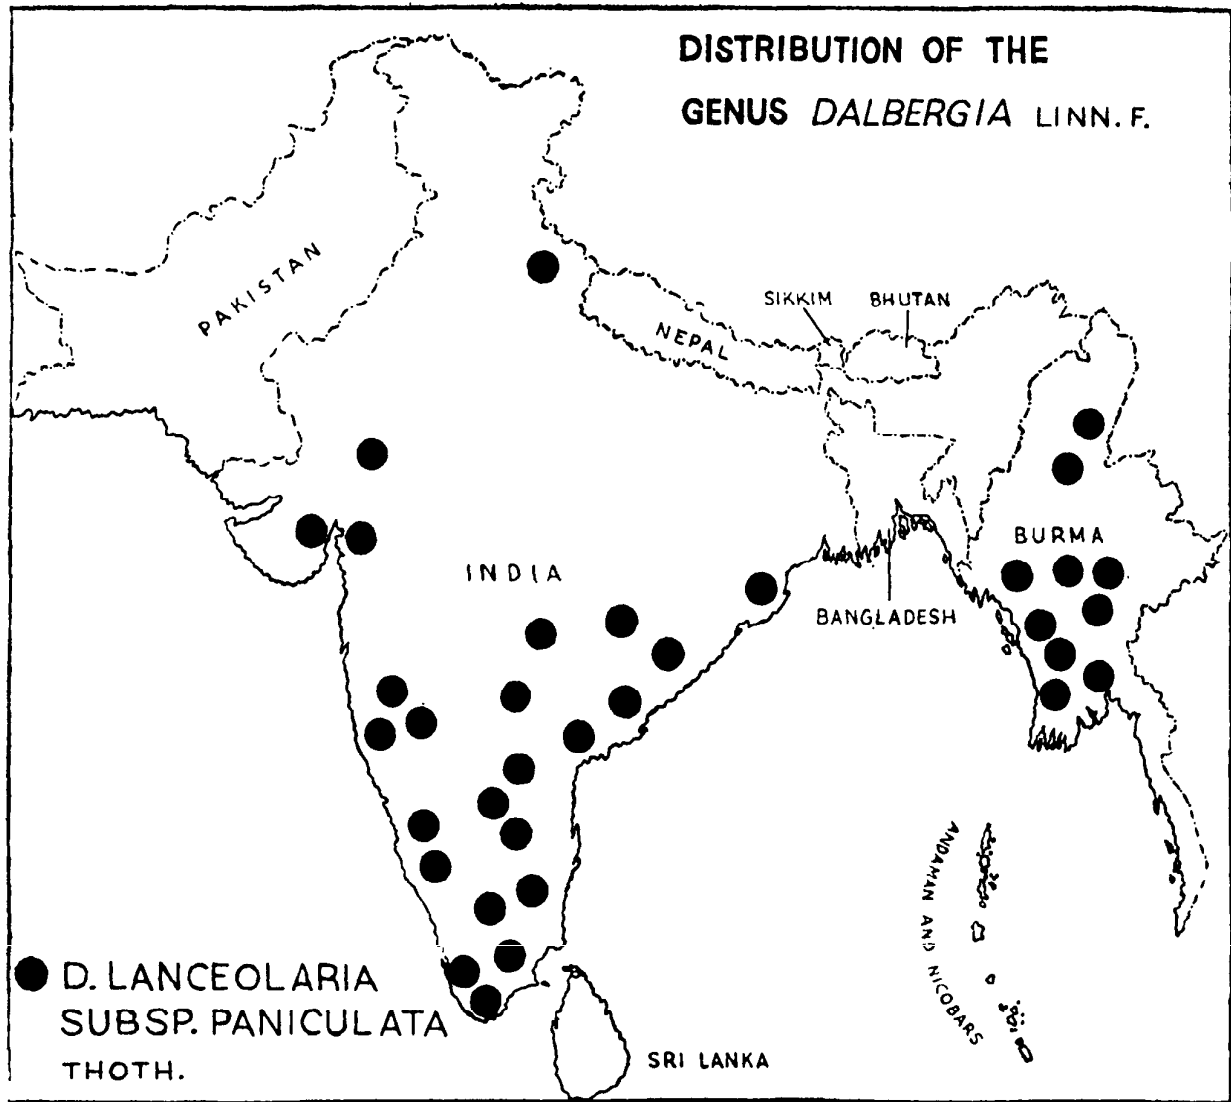 DISTRIBUTION OF THE
GENUS DALBERGIA LINN. F.
PAKISTAN
SIKKIM
BHUTAN
NEPAL
BURMA
INDIA
BANGLADESH
ANDAMAN AND NICOBARS
D. LANCEOLARIA
SUBSP. PANICULATA
THOTH.
SRI LANKA